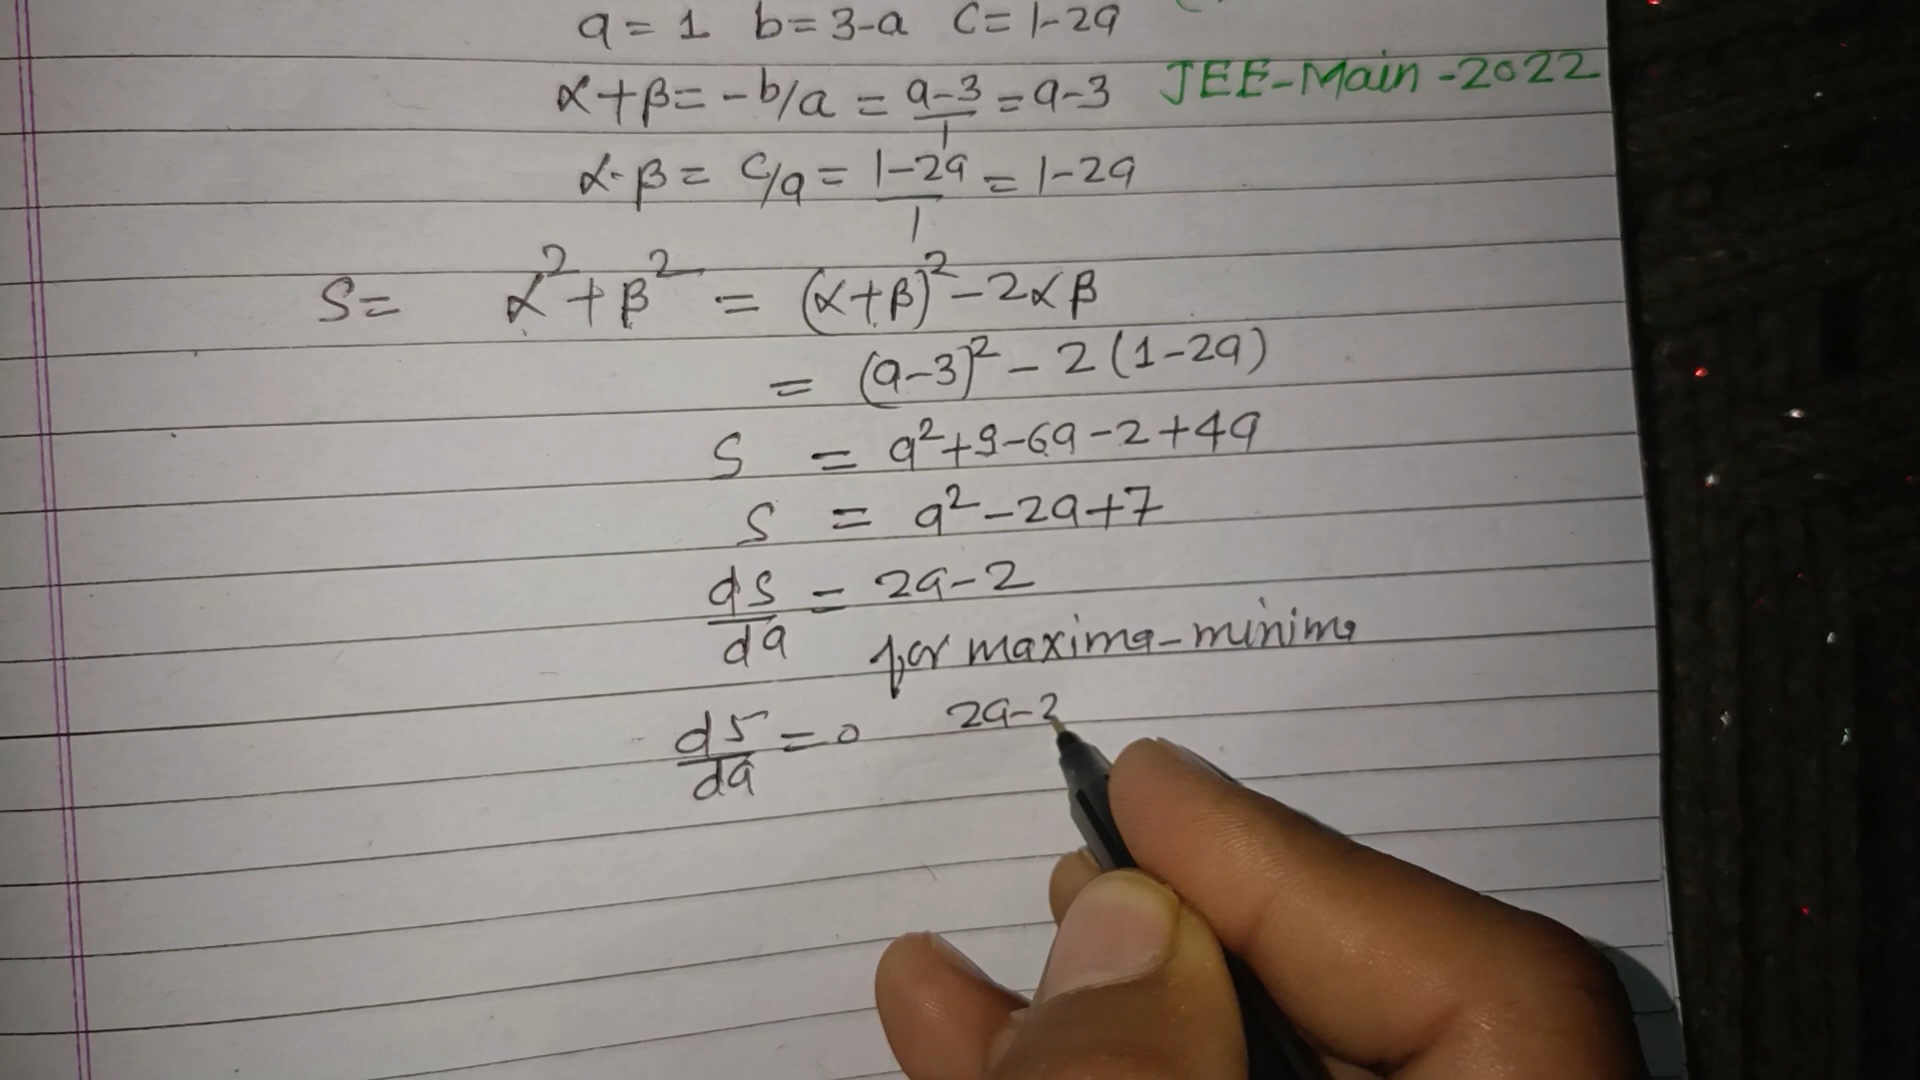 a = 1 b = 3-a c = 1-2a
α+β = -b/a = a-3/1 = a-3 JEE-Main-2022
α·β = c/a = 1-2a/1 = 1-2a
S = α²+β² = (α+β)²-2αβ
= (a-3)² - 2(1-2a)
S = a²+9-6a-2+4a
S = a²-2a+7
dS/da = 2a-2
for maxima-minima
dS/da = 0 2a-2